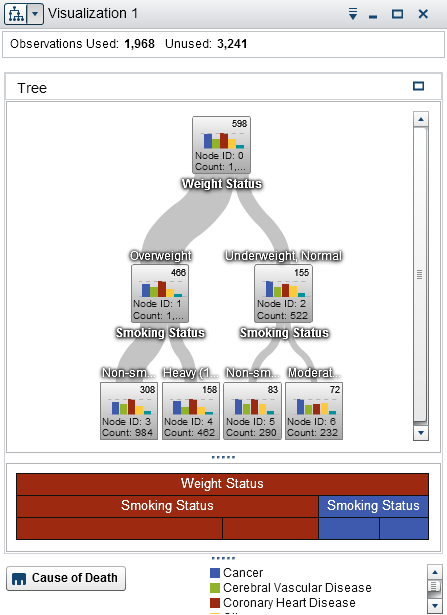 Visualization 1
Observations Used: 1,968 Unused: 3,241
Tree
598
Node ID: 0
Count: 1,...
Weight Status
Overweight Underweight, Normal
466 155
Node ID: 1 Node ID: 2
Count: 1,... Count: 522
Smoking Status Smoking Status
Non-sm... Heavy (1... Non-s... Moderat...
308 158 83 72
Node ID: 3 Node ID: 4 Node ID: 5 Node ID: 6
Count: 984 Count: 462 Count: 290 Count: 232
Weight Status
Smoking Status Smoking Status
Cause of Death
Cancer
Cerebral Vascular Disease
Coronary Heart Disease